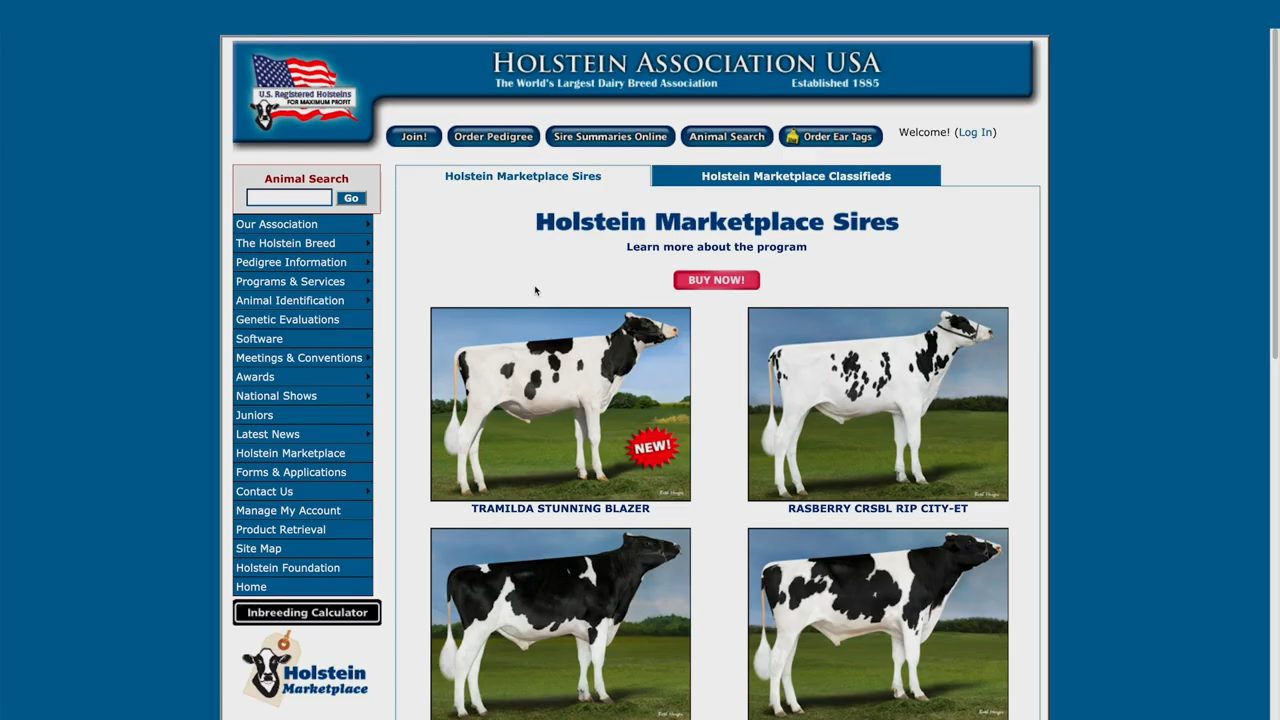 HOLSTEIN ASSOCIATION USA
The World's Largest Dairy Breed Association
Established 1885
U.S. Registered Holsteins
FOR MAXIMUM PROFIT
Join!
Order Pedigree
Sire Summaries Online
Animal Search
Order Ear Tags
Welcome! (Log In)
Animal Search
Go
Our Association
The Holstein Breed
Pedigree Information
Programs & Services
Animal Identification
Genetic Evaluations
Software
Meetings & Conventions
Awards
National Shows
Juniors
Latest News
Holstein Marketplace
Forms & Applications
Contact Us
Manage My Account
Product Retrieval
Site Map
Holstein Foundation
Home
Inbreeding Calculator
Holstein
Marketplace
Holstein Marketplace Sires
Holstein Marketplace Classifieds
Holstein Marketplace Sires
Learn more about the program
BUY NOW!
NEW!
TRAMILDA STUNNING BLAZER
RASBERRY CRSBL RIP CITY-ET